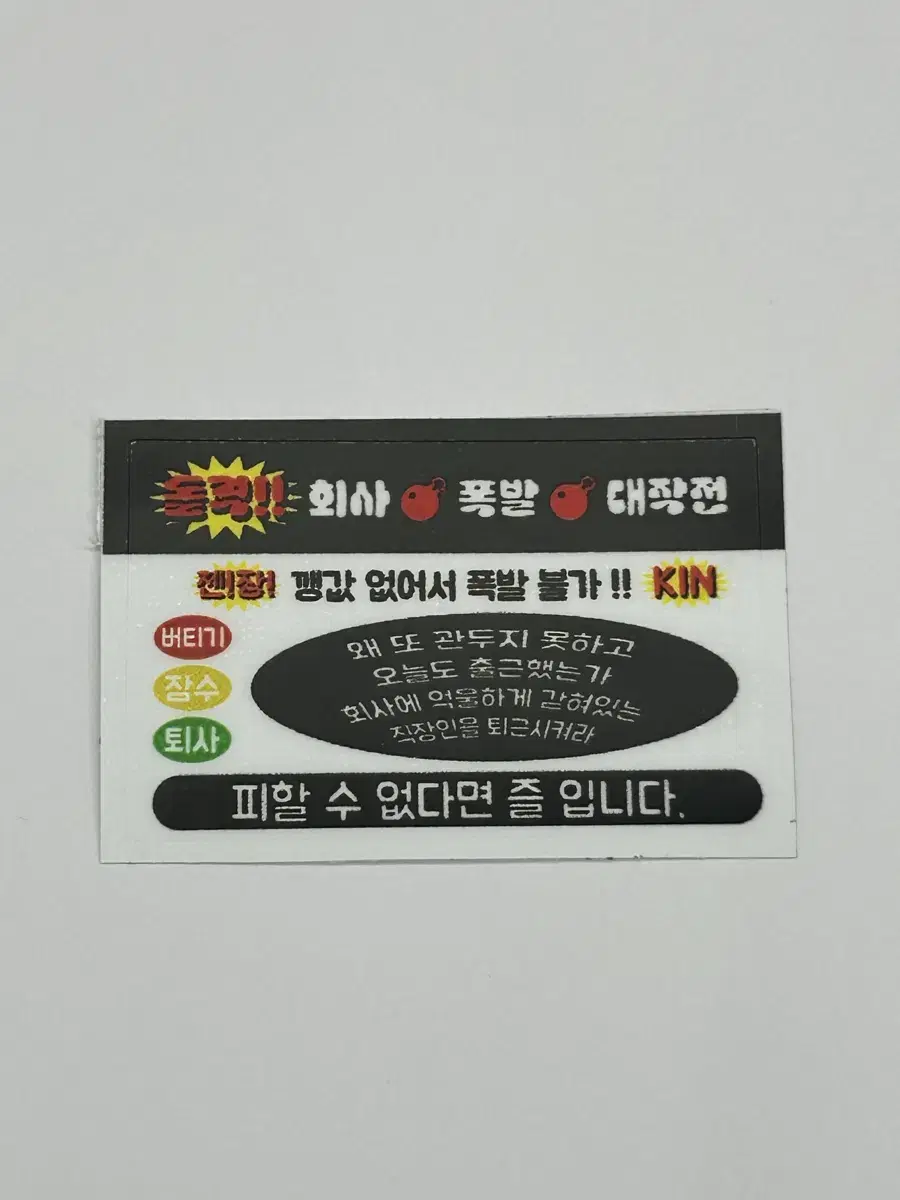 돌격!! 회사 폭발 대작전
젠장! 깽값 없어서 폭발 불가 !! KIN
버티기
잠수
퇴사
왜 또 관두지 못하고
오늘도 출근했는가
회사에 억울하게 갇혀있는
직장인을 퇴근시켜라
피할 수 없다면 즐 입니다.